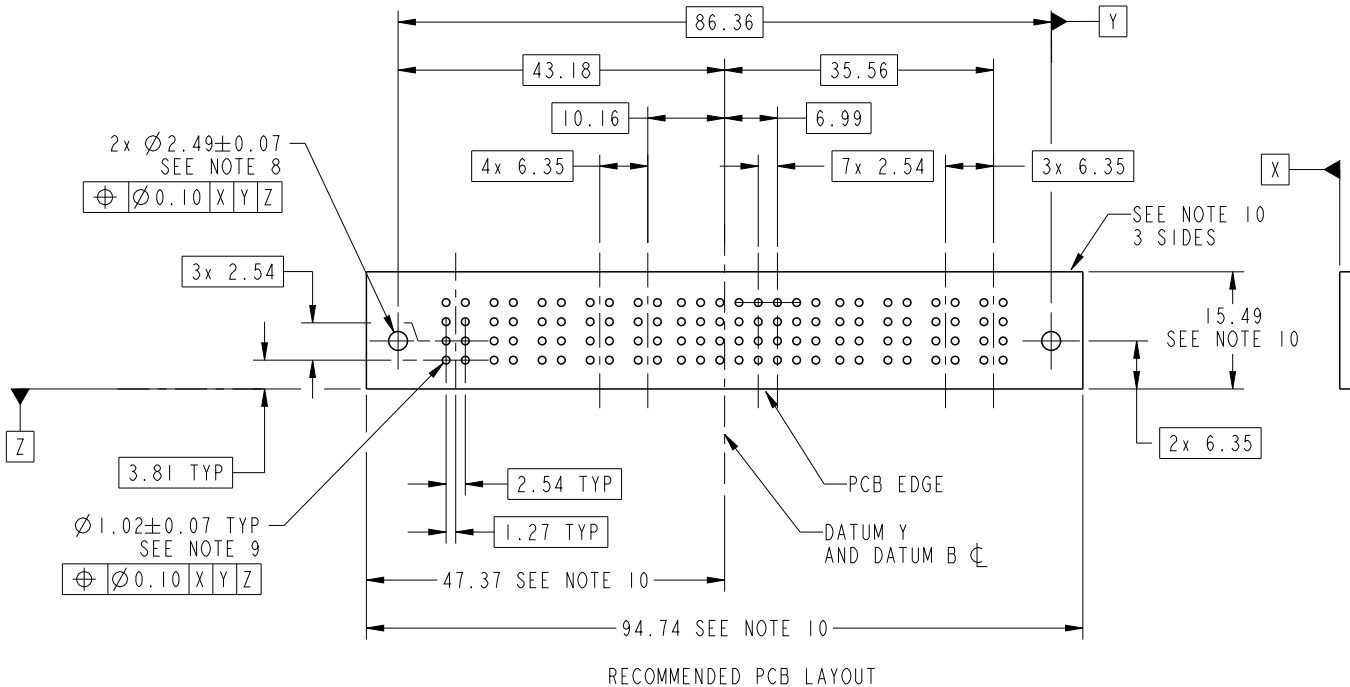 86.36
Y
43.18
35.56
10.16
6.99
2x Ø2.49±0.07
SEE NOTE 8
⌖ Ø0.10 X Y Z
4x 6.35
7x 2.54
3x 6.35
X
SEE NOTE 10
3 SIDES
3x 2.54
15.49
SEE NOTE 10
Z
2x 6.35
3.81 TYP
2.54 TYP
PCB EDGE
Ø1.02±0.07 TYP
SEE NOTE 9
⌖ Ø0.10 X Y Z
1.27 TYP
DATUM Y
AND DATUM B ℄
47.37 SEE NOTE 10
94.74 SEE NOTE 10
RECOMMENDED PCB LAYOUT